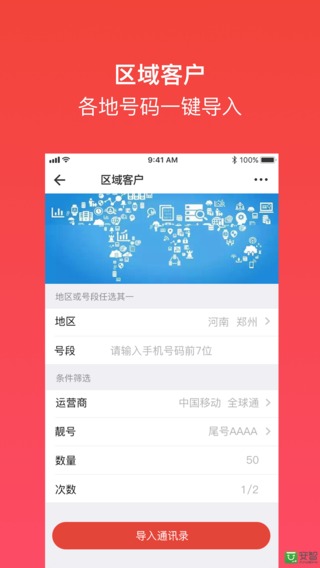 区域客户
各地号码一键导入
9:41 AM
100%
区域客户
地区或号段任选其一
地区 河南 郑州
号段 请输入手机号码前7位
条件筛选
运营商 中国移动 全球通
靓号 尾号AAAA
数量 50
次数 1/2
导入通讯录
安智